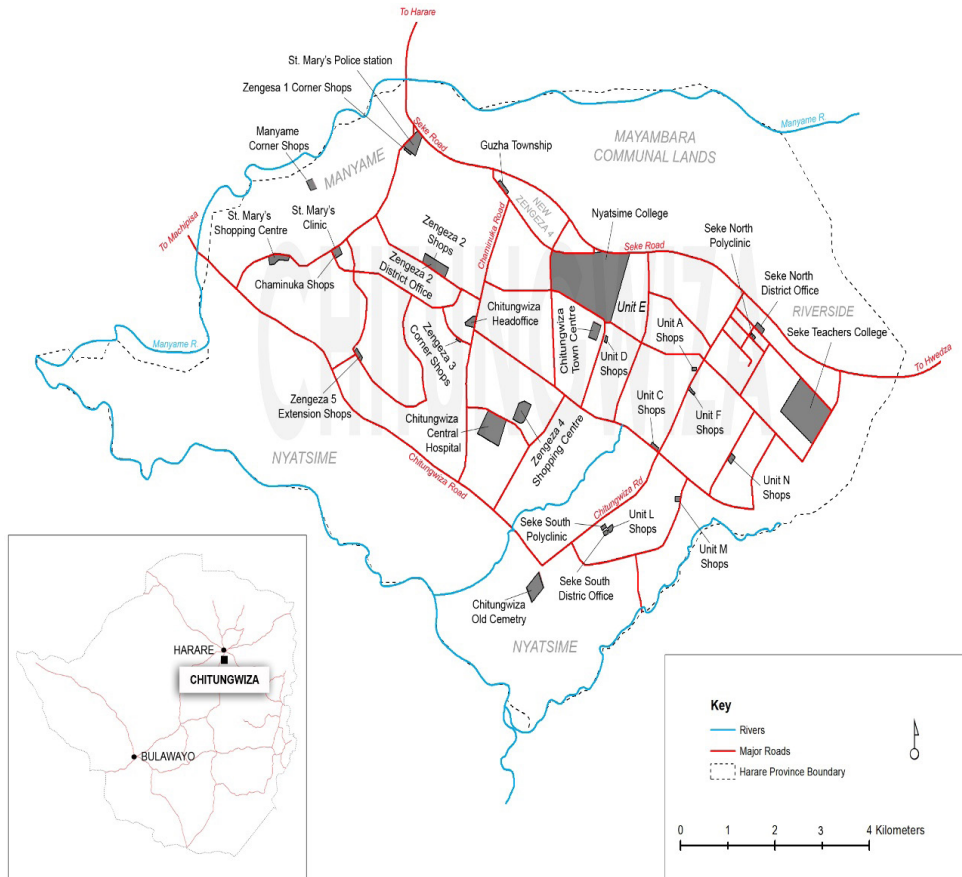 To Harare
St. Mary's Police station
Zengesa 1 Corner Shops
Seke Road
Manyame R
Manyame
Corner Shops
MANYAME
MAYAMBARA
COMMUNAL LANDS
Guzha Township
NEW
ZENGEZA 4
Nyatsime College
To Machipisa
St. Mary's
Shopping Centre
St. Mary's
Clinic
Zengeza 2
Shops
Chaminuka Road
Seke Road
Seke North
Polyclinic
Seke North
District Office
CHITUNGWIZA
Chaminuka Shops
Zengeza 2
District Office
Chitungwiza
Headoffice
Unit E
RIVERSIDE
Seke Teachers College
Manyame R
Zengeza 3
Corner Shops
Chitungwiza
Town Centre
Unit A
Shops
Unit D
Shops
To Hwedza
Zengeza 5
Extension Shops
Chitungwiza
Central
Hospital
Zengeza 4
Shopping Centre
Unit C
Shops
Unit F
Shops
NYATSIME
Chitungwiza Road
Chitungwiza Rd
Unit N
Shops
Seke South
Polyclinic
Unit L
Shops
Unit M
Shops
Seke South
Distric Office
Chitungwiza
Old Cemetry
NYATSIME
HARARE
CHITUNGWIZA
BULAWAYO
Key
Rivers
Major Roads
Harare Province Boundary
0 1 2 3 4 Kilometers